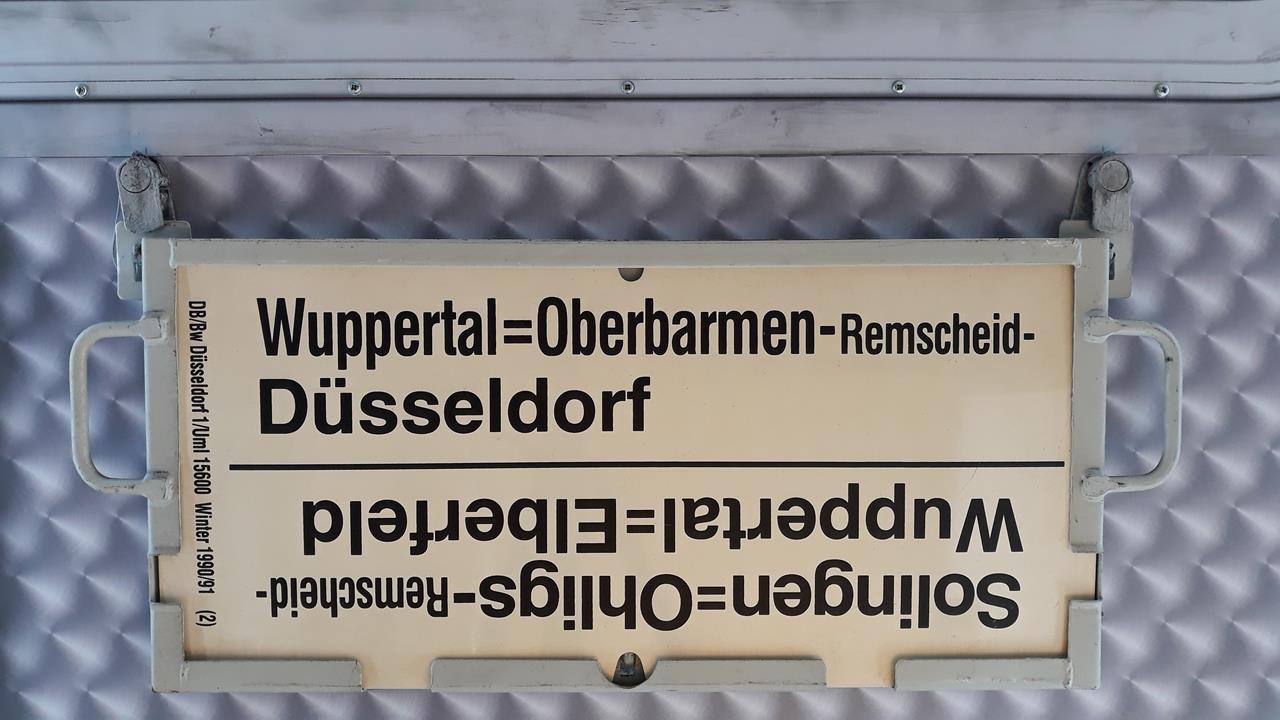 Wuppertal=Oberbarmen-Remscheid-
Düsseldorf
Solingen=Ohligs-Remscheid-
Wuppertal=Elberfeld
DB/Bw Düsseldorf 1/Uml 15600 Winter 1990/91 (2)